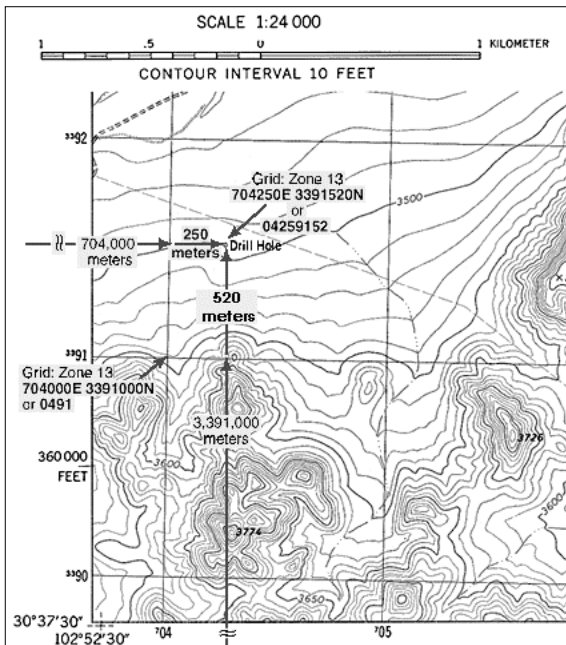 SCALE 1:24 000
1 .5 0 1 KILOMETER
CONTOUR INTERVAL 10 FEET
3392
Grid: Zone 13
704250E 3391520N
or
04259152
3500
704,000
meters
250
meters
Drill Hole
520
meters
3391
Grid: Zone 13
704000E 3391000N
or 0491
3,391,000
meters
3726
360 000
FEET
3600
3600
3774
3390
3650
30°37'30"
102°52'30"
704
705